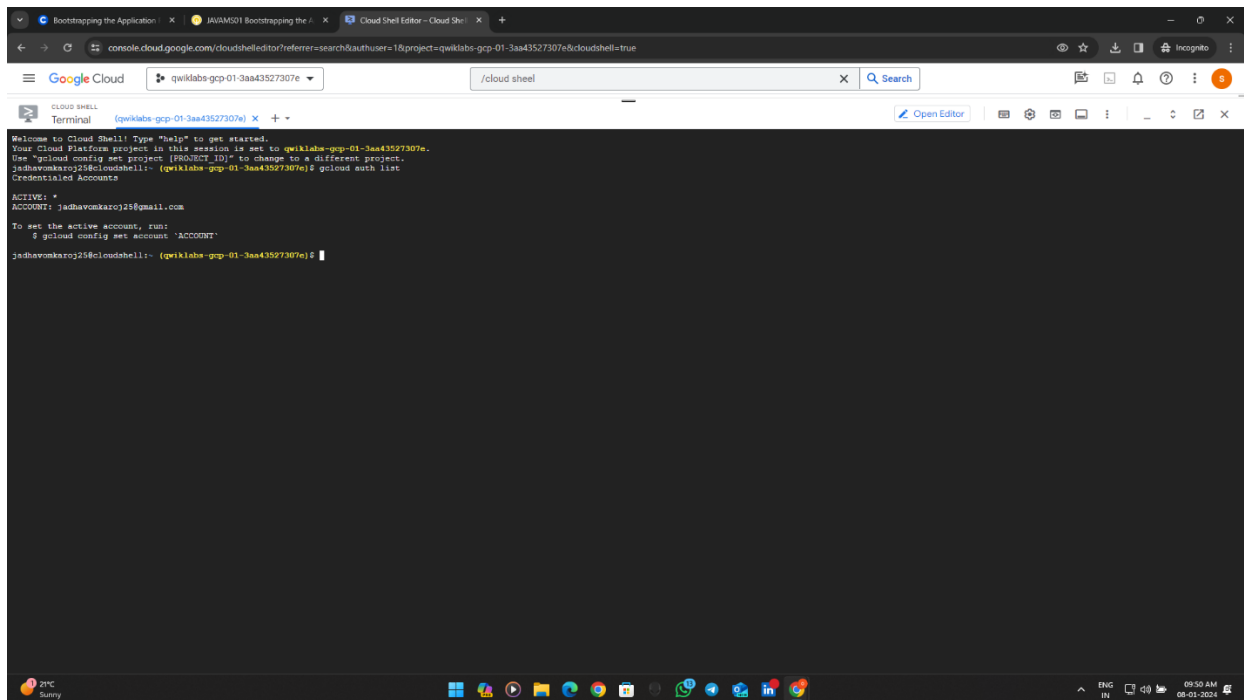 Bootstrapping the Application
JAVAMS01 Bootstrapping the A
Cloud Shell Editor – Cloud Shel
console.cloud.google.com/cloudshelleditor?referrer=search&authuser=1&project=qwiklabs-gcp-01-3aa43527307e&cloudshell=true
Incognito
Google Cloud
qwiklabs-gcp-01-3aa43527307e
/cloud sheel
Search
S
CLOUD SHELL
Terminal
(qwiklabs-gcp-01-3aa43527307e)
Open Editor
Welcome to Cloud Shell! Type "help" to get started.
Your Cloud Platform project in this session is set to qwiklabs-gcp-01-3aa43527307e.
Use "gcloud config set project [PROJECT_ID]" to change to a different project.
jadhavomkaroj25@cloudshell:~ (qwiklabs-gcp-01-3aa43527307e)$ gcloud auth list
Credentialed Accounts
ACTIVE: *
ACCOUNT: jadhavomkaroj25@gmail.com
To set the active account, run:
$ gcloud config set account `ACCOUNT`
jadhavomkaroj25@cloudshell:~ (qwiklabs-gcp-01-3aa43527307e)$
1
21°C
Sunny
in
ENG
IN
09:50 AM
08-01-2024